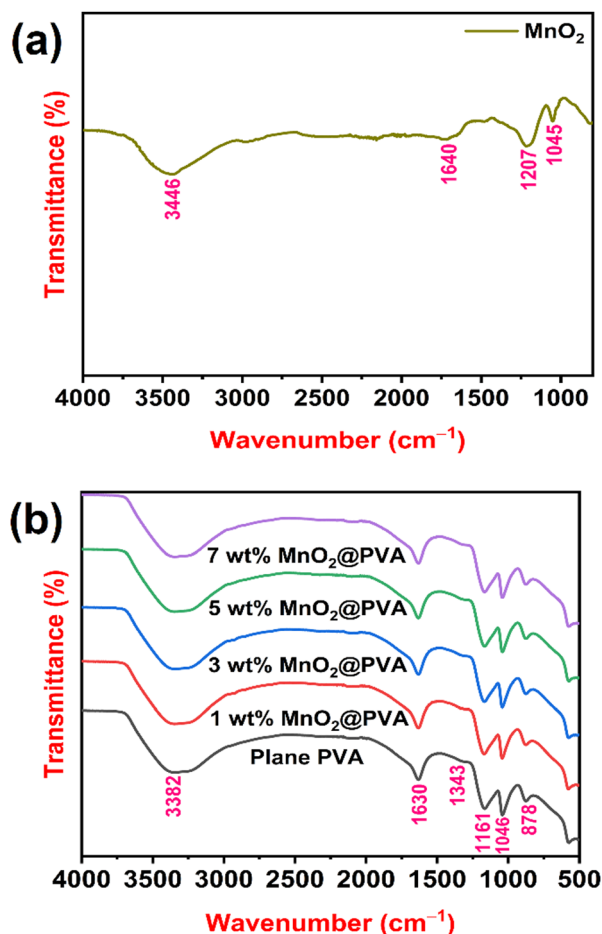 (a)
MnO₂
Transmittance (%)
3446
1640
1207
1045
4000 3500 3000 2500 2000 1500 1000
Wavenumber (cm⁻¹)
(b)
7 wt% MnO₂@PVA
5 wt% MnO₂@PVA
3 wt% MnO₂@PVA
1 wt% MnO₂@PVA
Plane PVA
Transmittance (%)
3382
1630
1343
1161
1046
878
4000 3500 3000 2500 2000 1500 1000 500
Wavenumber (cm⁻¹)